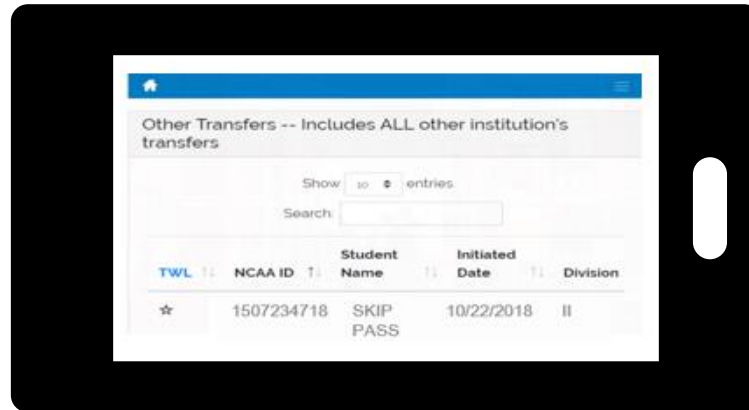 Other Transfers -- Includes ALL other institution's
transfers
Show 10 entries
Search:
TWL NCAA ID Student Name Initiated Date Division
1507234718 SKIP PASS 10/22/2018 II